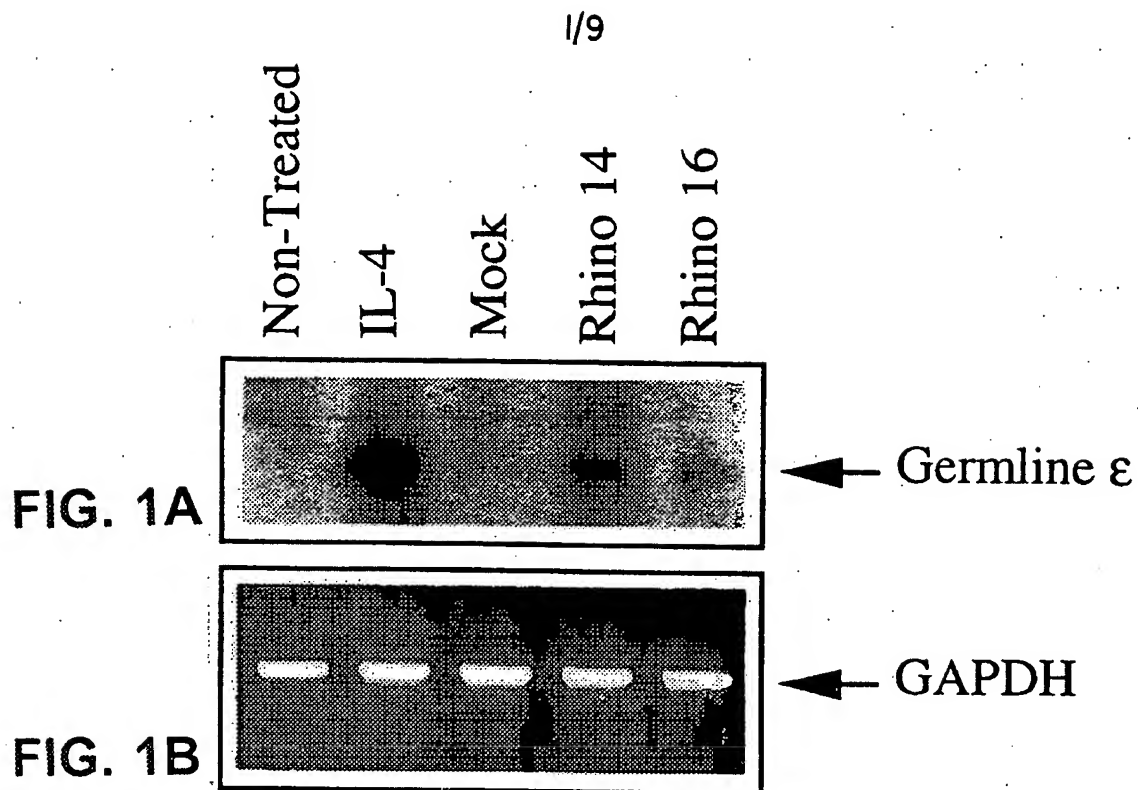 1/9
Non-Treated
IL-4
Mock
Rhino 14
Rhino 16
Germline ε
FIG. 1A
GAPDH
FIG. 1B